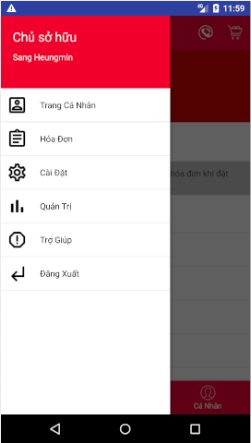 4G 11:59
Chủ sở hữu
Sang Heungmin
Trang Cá Nhân
Hóa Đơn
hóa đơn khi đặt
Cài Đặt
Quản Trị
Trợ Giúp
Đăng Xuất
Cá Nhân